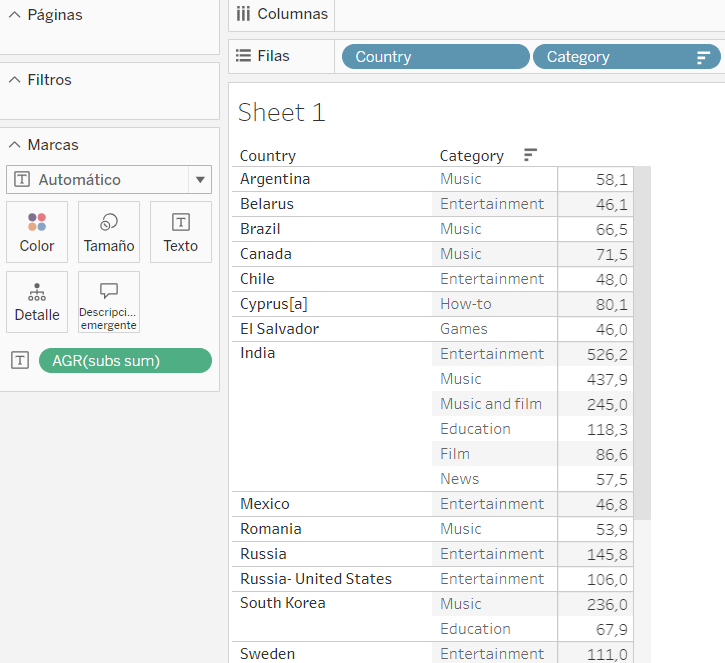 Páginas
Columnas
Filas
Country
Category
Filtros
Marcas
Automático
Color
Tamaño
Texto
Detalle
Descripci...
emergente
AGR(subs sum)
Sheet 1
Country Category
Argentina Music 58,1
Belarus Entertainment 46,1
Brazil Music 66,5
Canada Music 71,5
Chile Entertainment 48,0
Cyprus[a] How-to 80,1
El Salvador Games 46,0
India Entertainment 526,2
Music 437,9
Music and film 245,0
Education 118,3
Film 86,6
News 57,5
Mexico Entertainment 46,8
Romania Music 53,9
Russia Entertainment 145,8
Russia- United States Entertainment 106,0
South Korea Music 236,0
Education 67,9
Sweden Entertainment 111,0